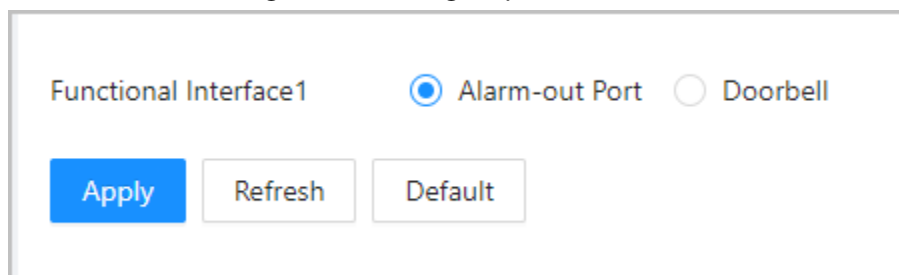 Functional Interface1 Alarm-out Port Doorbell
Apply Refresh Default